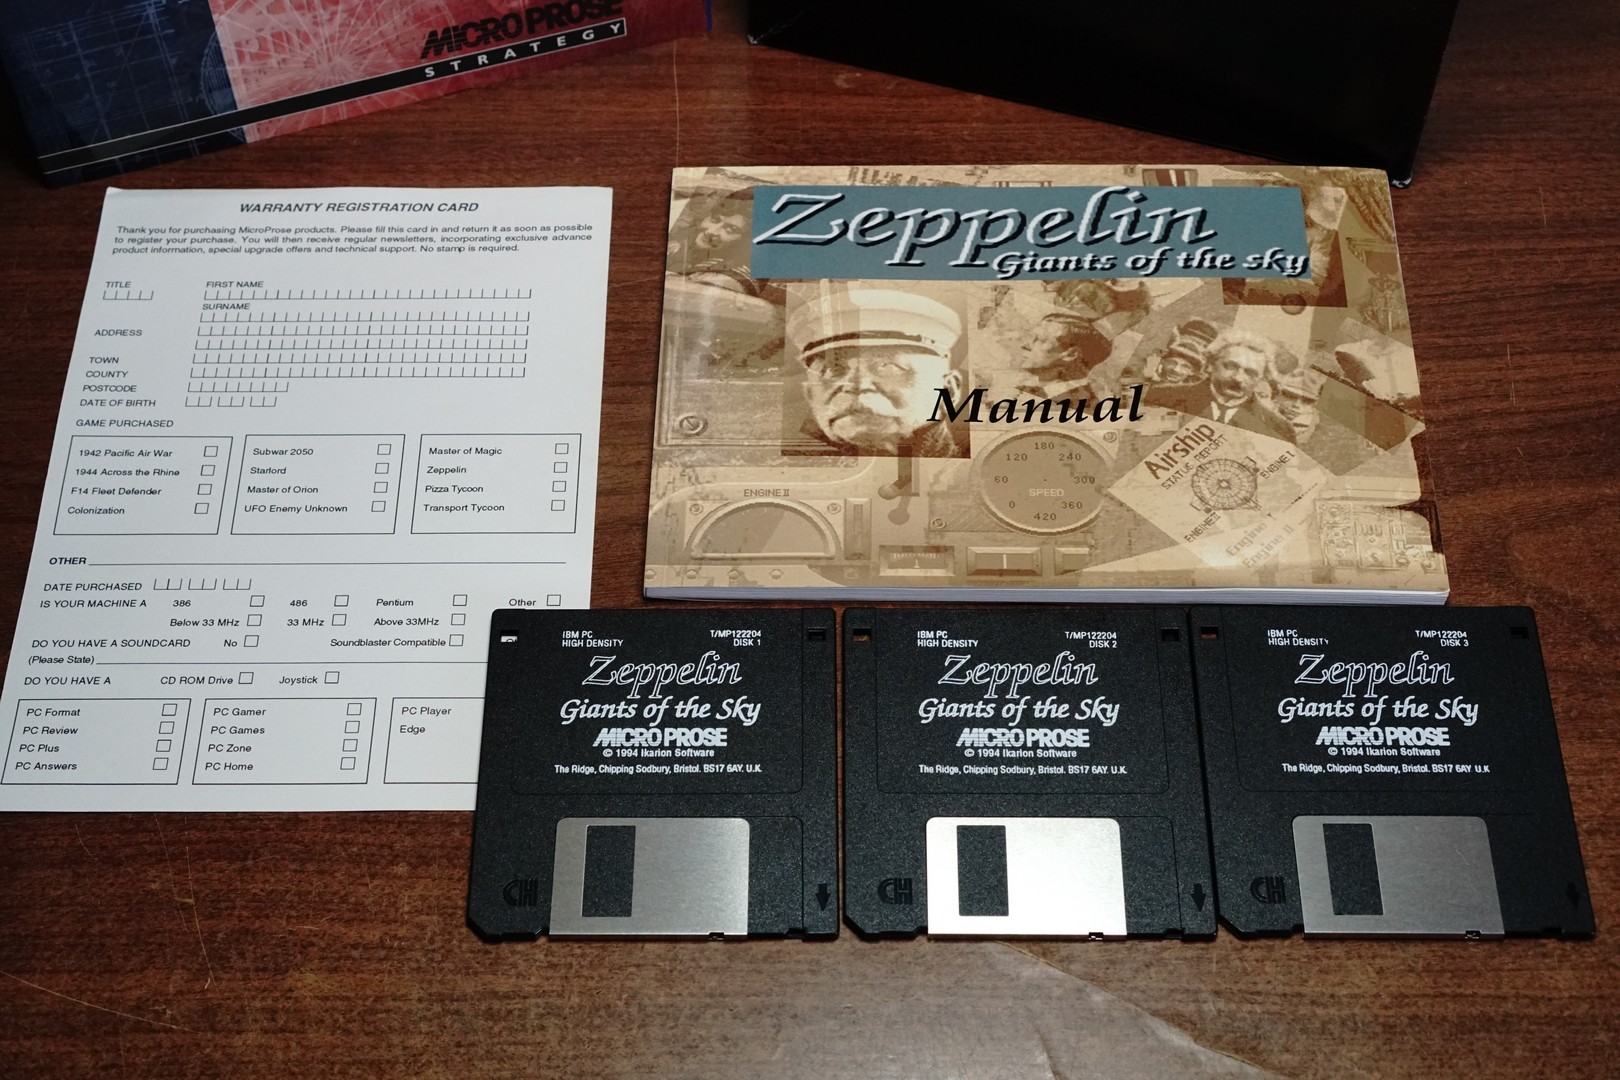 MICROPROSE
STRATEGY
WARRANTY REGISTRATION CARD
Thank you for purchasing MicroProse products. Please fill this card in and return it as soon as possible
to register your purchase. You will then receive regular newsletters, incorporating exclusive advance
product information, special upgrade offers and technical support. No stamp is required.
TITLE
FIRST NAME
SURNAME
ADDRESS
TOWN
COUNTY
POSTCODE
DATE OF BIRTH
GAME PURCHASED
1942 Pacific Air War
1944 Across the Rhine
F14 Fleet Defender
Colonization
Subwar 2050
Starlord
Master of Orion
UFO Enemy Unknown
Master of Magic
Zeppelin
Pizza Tycoon
Transport Tycoon
OTHER
DATE PURCHASED
IS YOUR MACHINE A 386 486 Pentium Other
Below 33 MHz 33 MHz Above 33MHz
DO YOU HAVE A SOUNDCARD No Soundblaster Compatible
(Please State)
DO YOU HAVE A CD ROM Drive Joystick
PC Format
PC Review
PC Plus
PC Answers
PC Gamer
PC Games
PC Zone
PC Home
PC Player
Edge
Zeppelin
Giants of the sky
Manual
Airship
STATUS REPORT
ENGINE I
ENGINE II
Engine I
Engine II
ENGINE II
180
120 240
60 300
SPEED
0 360
420
IBM PC T/MP122204
HIGH DENSITY DISK 1
Zeppelin
Giants of the Sky
MICROPROSE
© 1994 Ikarion Software
The Ridge, Chipping Sodbury, Bristol. BS17 6AY. U.K.
CH
IBM PC T/MP122204
HIGH DENSITY DISK 2
Zeppelin
Giants of the Sky
MICROPROSE
© 1994 Ikarion Software
The Ridge, Chipping Sodbury, Bristol. BS17 6AY. U.K.
CH
IBM PC T/MP122204
HIGH DENSITY DISK 3
Zeppelin
Giants of the Sky
MICROPROSE
© 1994 Ikarion Software
The Ridge, Chipping Sodbury, Bristol. BS17 6AY. U.K
CH